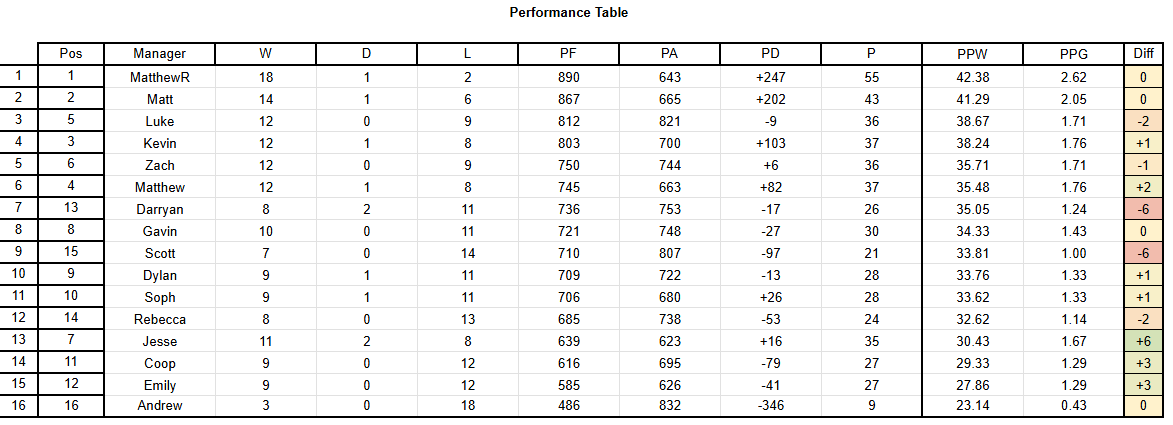 Performance Table
Pos Manager W D L PF PA PD P PPW PPG Diff
1 1 MatthewR 18 1 2 890 643 +247 55 42.38 2.62 0
2 2 Matt 14 1 6 867 665 +202 43 41.29 2.05 0
3 5 Luke 12 0 9 812 821 -9 36 38.67 1.71 -2
4 3 Kevin 12 1 8 803 700 +103 37 38.24 1.76 +1
5 6 Zach 12 0 9 750 744 +6 36 35.71 1.71 -1
6 4 Matthew 12 1 8 745 663 +82 37 35.48 1.76 +2
7 13 Darryan 8 2 11 736 753 -17 26 35.05 1.24 -6
8 8 Gavin 10 0 11 721 748 -27 30 34.33 1.43 0
9 15 Scott 7 0 14 710 807 -97 21 33.81 1.00 -6
10 9 Dylan 9 1 11 709 722 -13 28 33.76 1.33 +1
11 10 Soph 9 1 11 706 680 +26 28 33.62 1.33 +1
12 14 Rebecca 8 0 13 685 738 -53 24 32.62 1.14 -2
13 7 Jesse 11 2 8 639 623 +16 35 30.43 1.67 +6
14 11 Coop 9 0 12 616 695 -79 27 29.33 1.29 +3
15 12 Emily 9 0 12 585 626 -41 27 27.86 1.29 +3
16 16 Andrew 3 0 18 486 832 -346 9 23.14 0.43 0